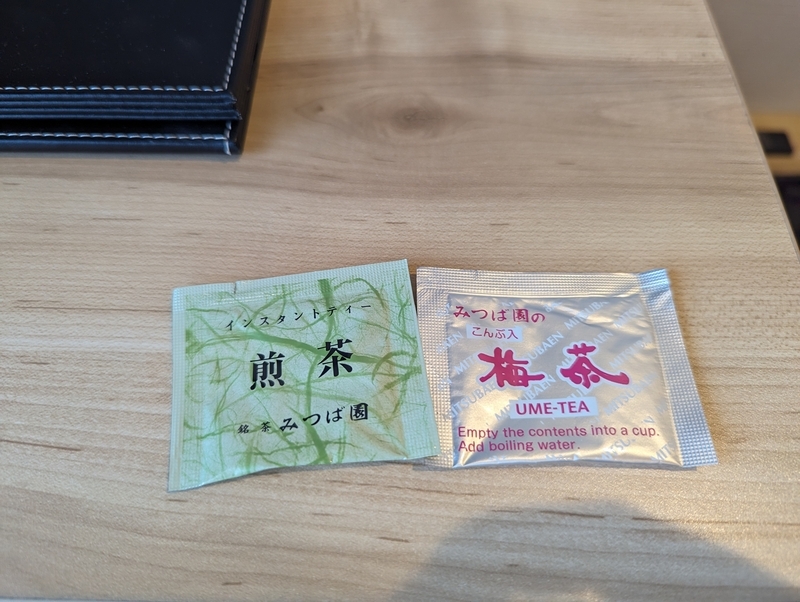 インスタントティー
煎茶
銘茶 みつば園
みつば園の
こんぶ入
梅茶
UME-TEA
Empty the contents into a cup.
Add boiling water.